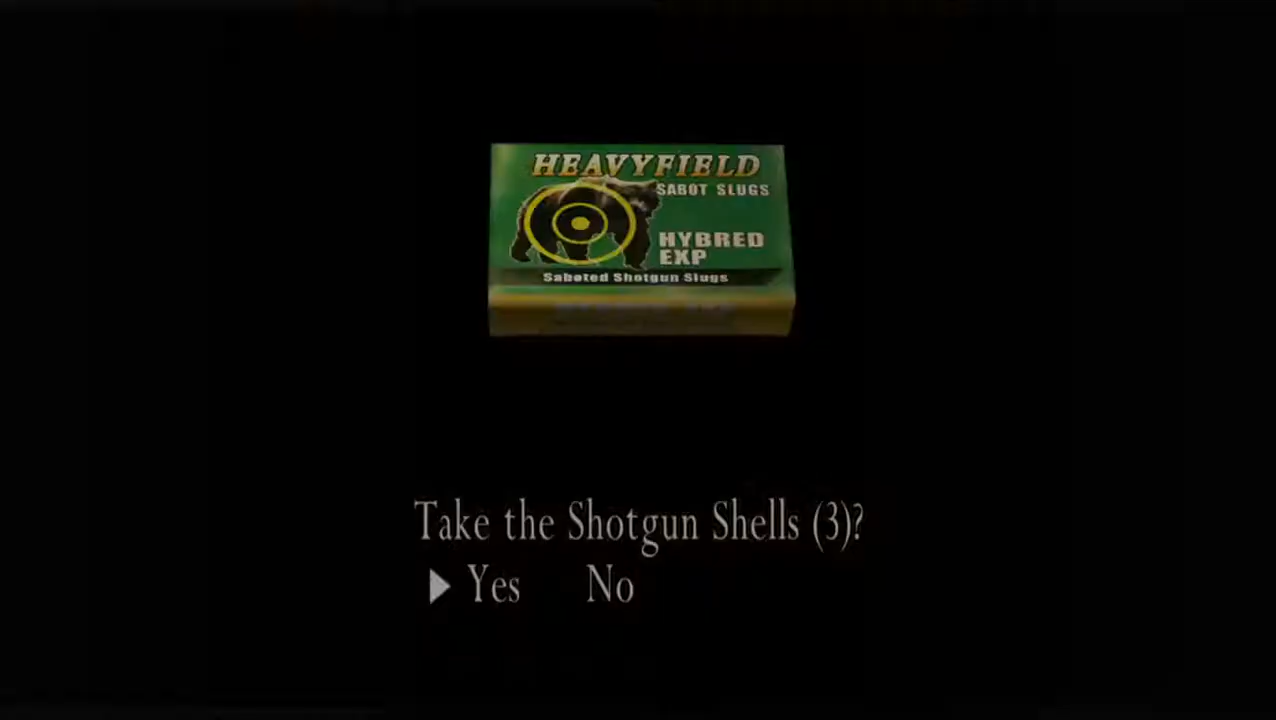 HEAVYFIELD
SABOT SLUGS
HYBRED
EXP
Saboted Shotgun Slugs
Take the Shotgun Shells (3)?
Yes No